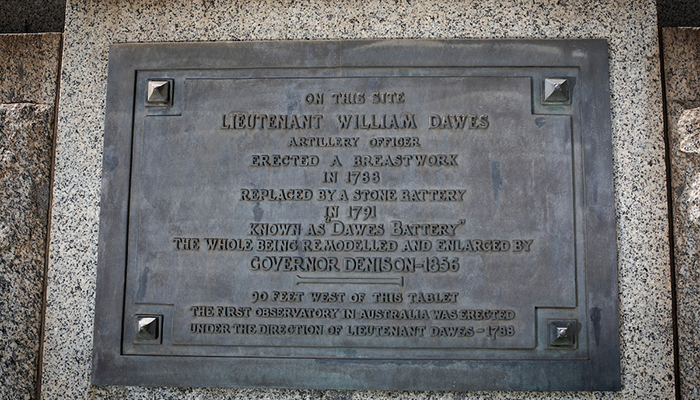 ON THIS SITE
LIEUTENANT WILLIAM DAWES
ARTILLERY OFFICER
ERECTED A BREASTWORK
IN 1788
REPLACED BY A STONE BATTERY
IN 1791
KNOWN AS "DAWES BATTERY"
THE WHOLE BEING REMODELLED AND ENLARGED BY
GOVERNOR DENISON-1856
90 FEET WEST OF THIS TABLET
THE FIRST OBSERVATORY IN AUSTRALIA WAS ERECTED
UNDER THE DIRECTION OF LIEUTENANT DAWES-1788